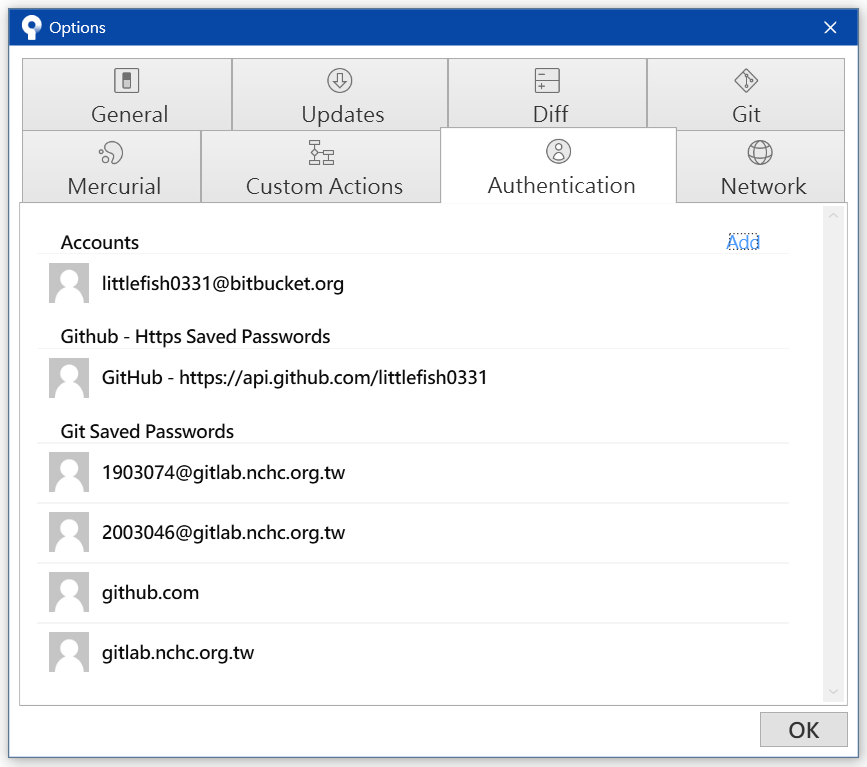 Options
General
Updates
Diff
Git
Mercurial
Custom Actions
Authentication
Network
Accounts
Add
littlefish0331@bitbucket.org
Github - Https Saved Passwords
GitHub - https://api.github.com/littlefish0331
Git Saved Passwords
1903074@gitlab.nchc.org.tw
2003046@gitlab.nchc.org.tw
github.com
gitlab.nchc.org.tw
OK